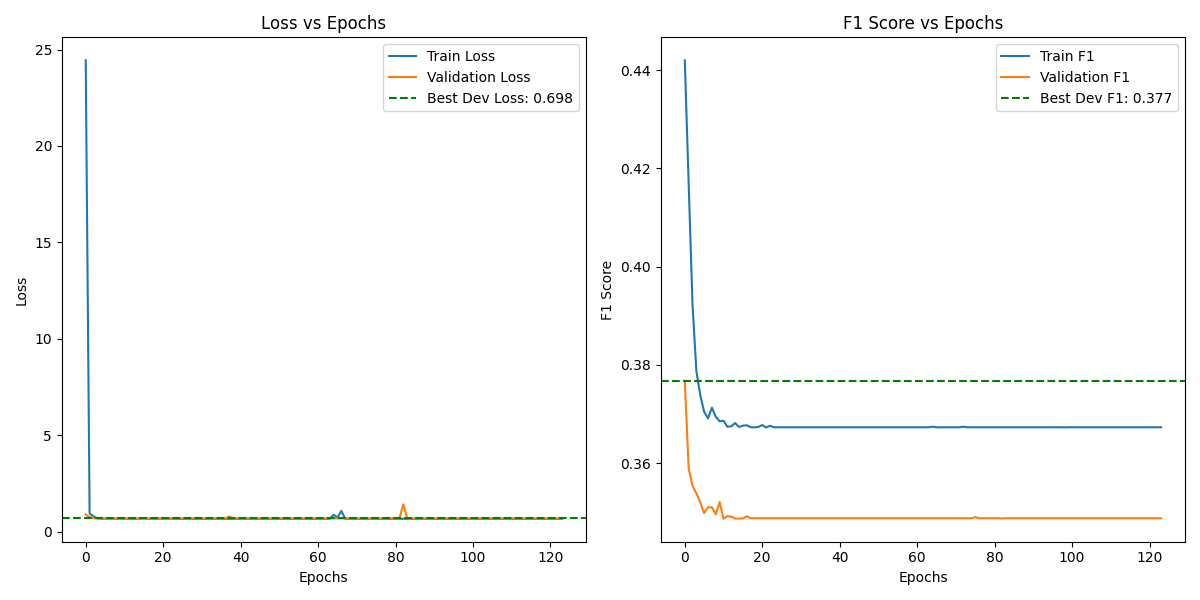 Loss vs Epochs
Train Loss
Validation Loss
Best Dev Loss: 0.698
Loss
25
20
15
10
5
0
0 20 40 60 80 100 120
Epochs
F1 Score vs Epochs
Train F1
Validation F1
Best Dev F1: 0.377
F1 Score
0.44
0.42
0.40
0.38
0.36
0 20 40 60 80 100 120
Epochs